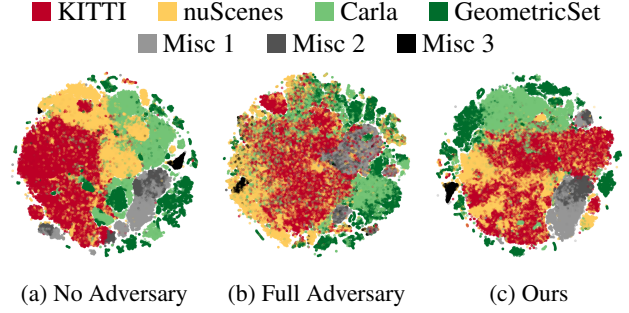 KITTI nuScenes Carla GeometricSet
Misc 1 Misc 2 Misc 3
(a) No Adversary (b) Full Adversary (c) Ours